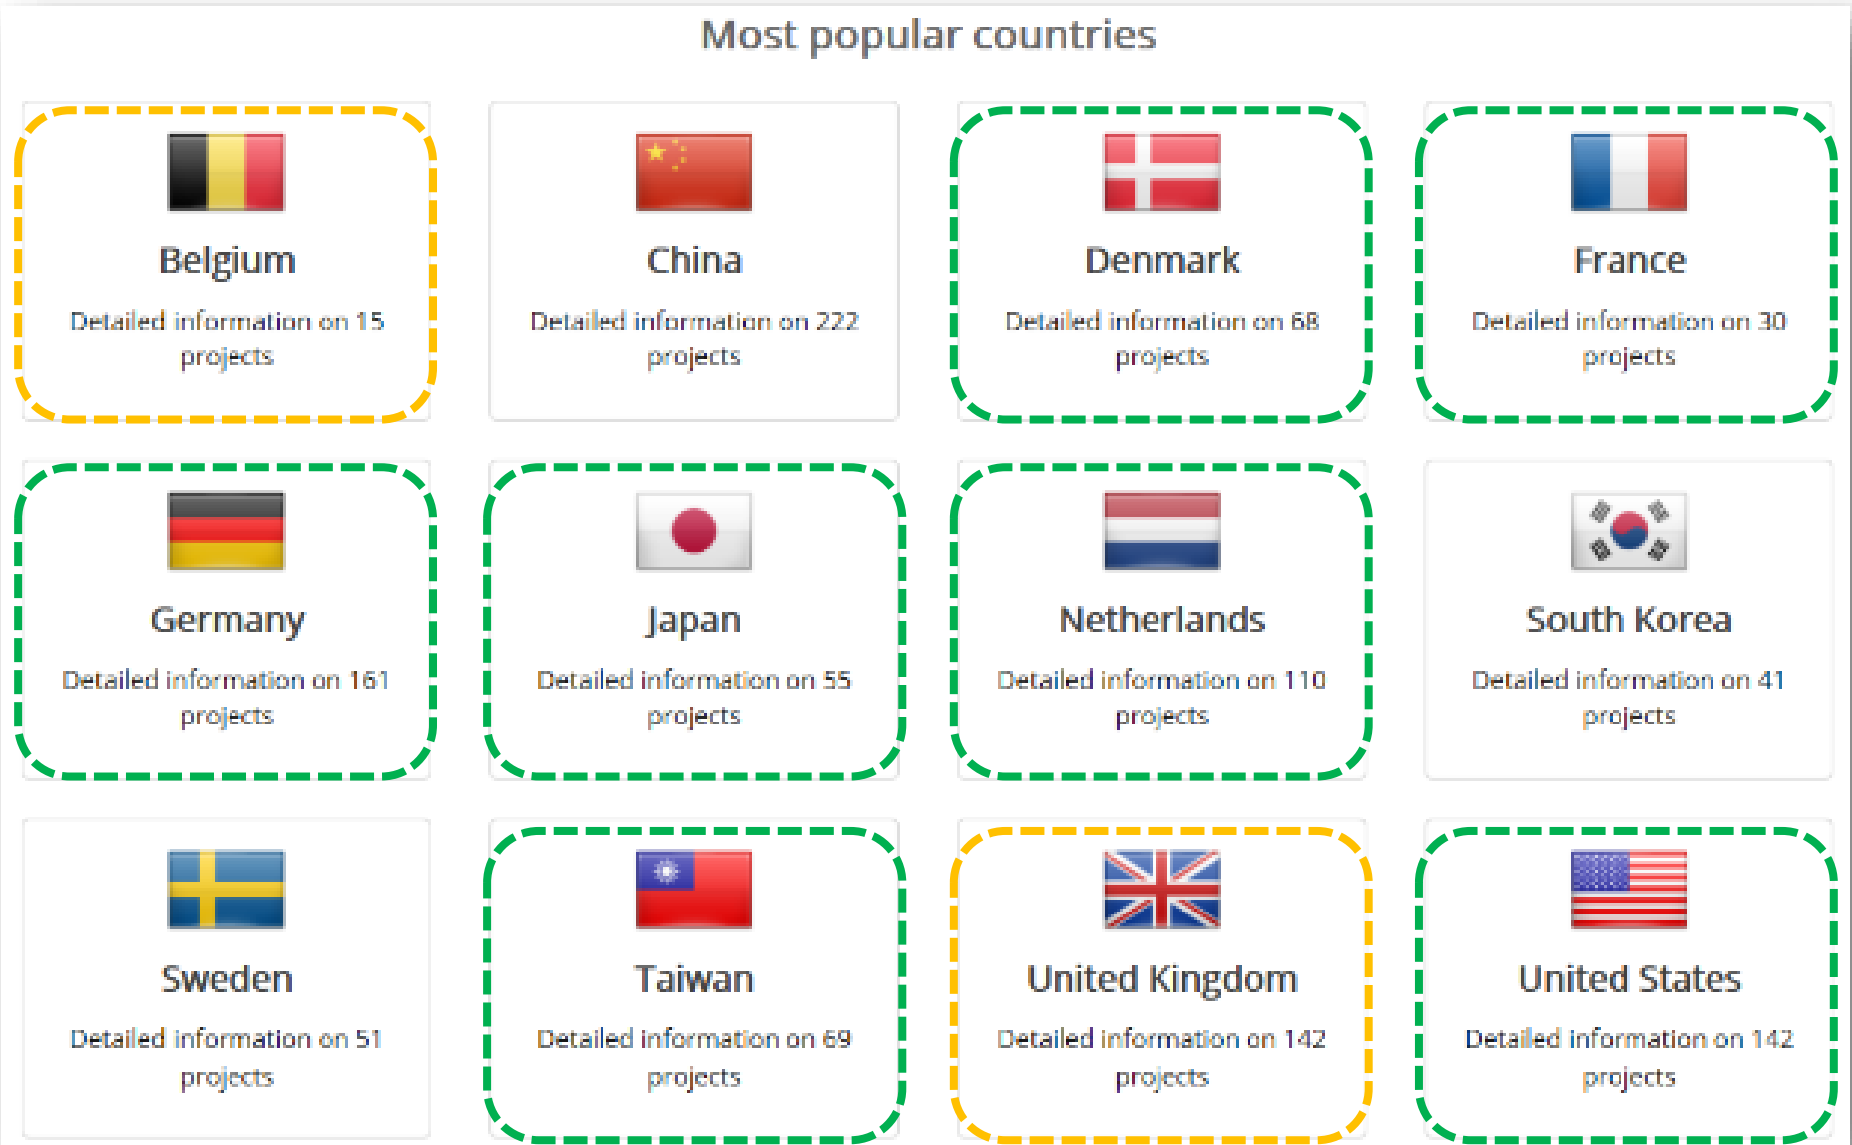 Most popular countries
Belgium
Detailed information on 15
projects
China
Detailed information on 222
projects
Denmark
Detailed information on 68
projects
France
Detailed information on 30
projects
Germany
Detailed information on 161
projects
Japan
Detailed information on 55
projects
Netherlands
Detailed information on 110
projects
South Korea
Detailed information on 41
projects
Sweden
Detailed information on 51
projects
Taiwan
Detailed information on 69
projects
United Kingdom
Detailed information on 142
projects
United States
Detailed information on 142
projects